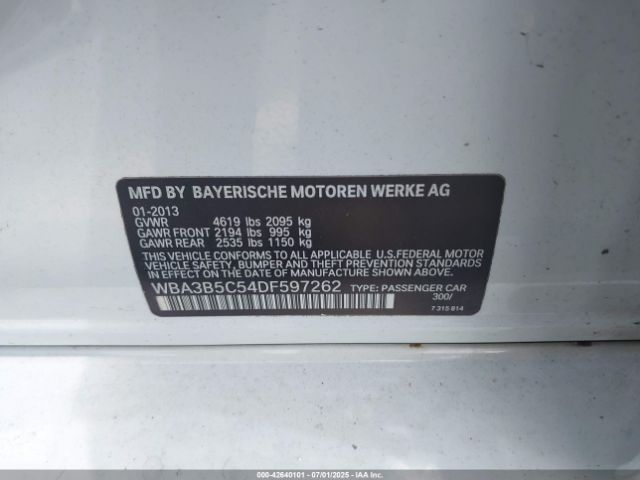 MFD BY BAYERISCHE MOTOREN WERKE AG
01-2013
GVWR 4619 lbs 2095 kg
GAWR FRONT 2194 lbs 995 kg
GAWR REAR 2535 lbs 1150 kg
THIS VEHICLE CONFORMS TO ALL APPLICABLE U.S.FEDERAL MOTOR
VEHICLE SAFETY, BUMPER AND THEFT PREVENTION STANDARDS
IN EFFECT ON THE DATE OF MANUFACTURE SHOWN ABOVE.
WBA3B5C54DF597262 TYPE: PASSENGER CAR
300/
7 315 814
000-42640101 - 07/01/2025 - IAAI.COM